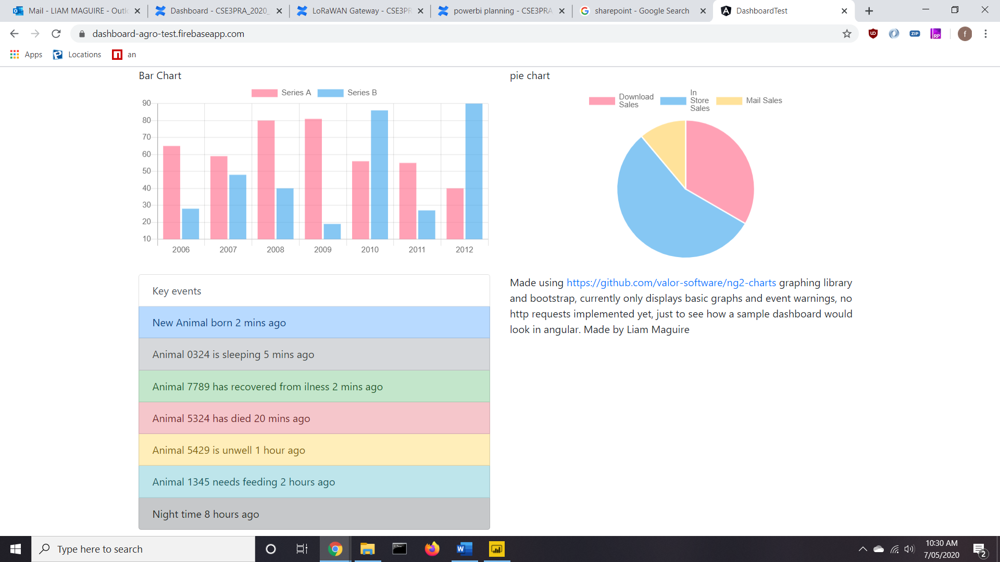 Mail - LIAM MAGUIRE - Outl
Dashboard - CSE3PRA_2020_
LoRaWAN Gateway - CSE3PR
powerbi planning - CSE3PRA
sharepoint - Google Search
DashboardTest
dashboard-agro-test.firebaseapp.com
UD
ZIP
RP
f
Apps
Locations
an
Bar Chart
Series A
Series B
90
80
70
60
50
40
30
20
10
2006
2007
2008
2009
2010
2011
2012
pie chart
Download
Sales
In
Store
Sales
Mail Sales
Key events
New Animal born 2 mins ago
Animal 0324 is sleeping 5 mins ago
Animal 7789 has recovered from ilness 2 mins ago
Animal 5324 has died 20 mins ago
Animal 5429 is unwell 1 hour ago
Animal 1345 needs feeding 2 hours ago
Night time 8 hours ago
Made using https://github.com/valor-software/ng2-charts graphing library
and bootstrap, currently only displays basic graphs and event warnings, no
http requests implemented yet, just to see how a sample dashboard would
look in angular. Made by Liam Maguire
Type here to search
W
10:30 AM
7/05/2020
2